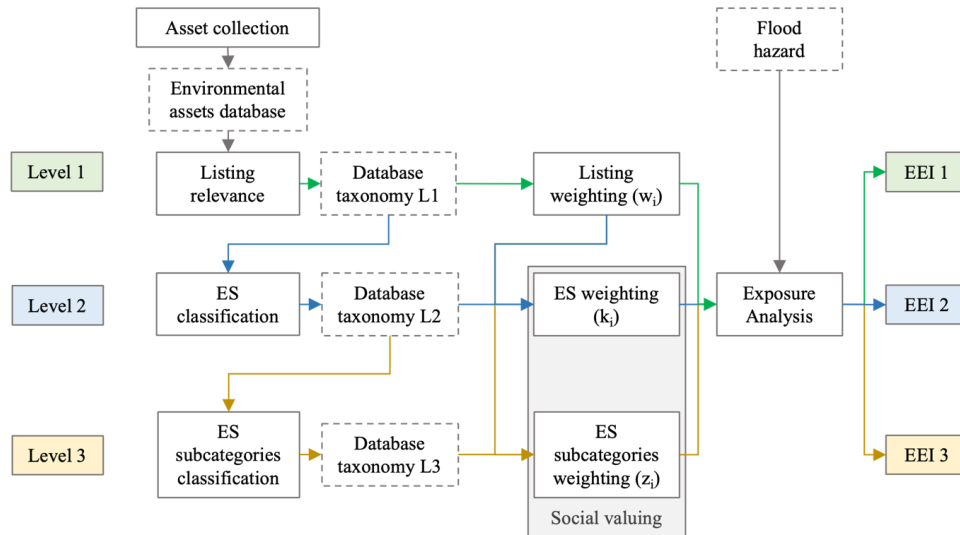 Asset collection
Flood
hazard
Environmental
assets database
Level 1
Listing
relevance
Database
taxonomy L1
Listing
weighting (wi)
EEI 1
Level 2
ES
classification
Database
taxonomy L2
ES weighting
(ki)
Exposure
Analysis
EEI 2
Level 3
ES
subcategories
classification
Database
taxonomy L3
ES
subcategories
weighting (zi)
EEI 3
Social valuing